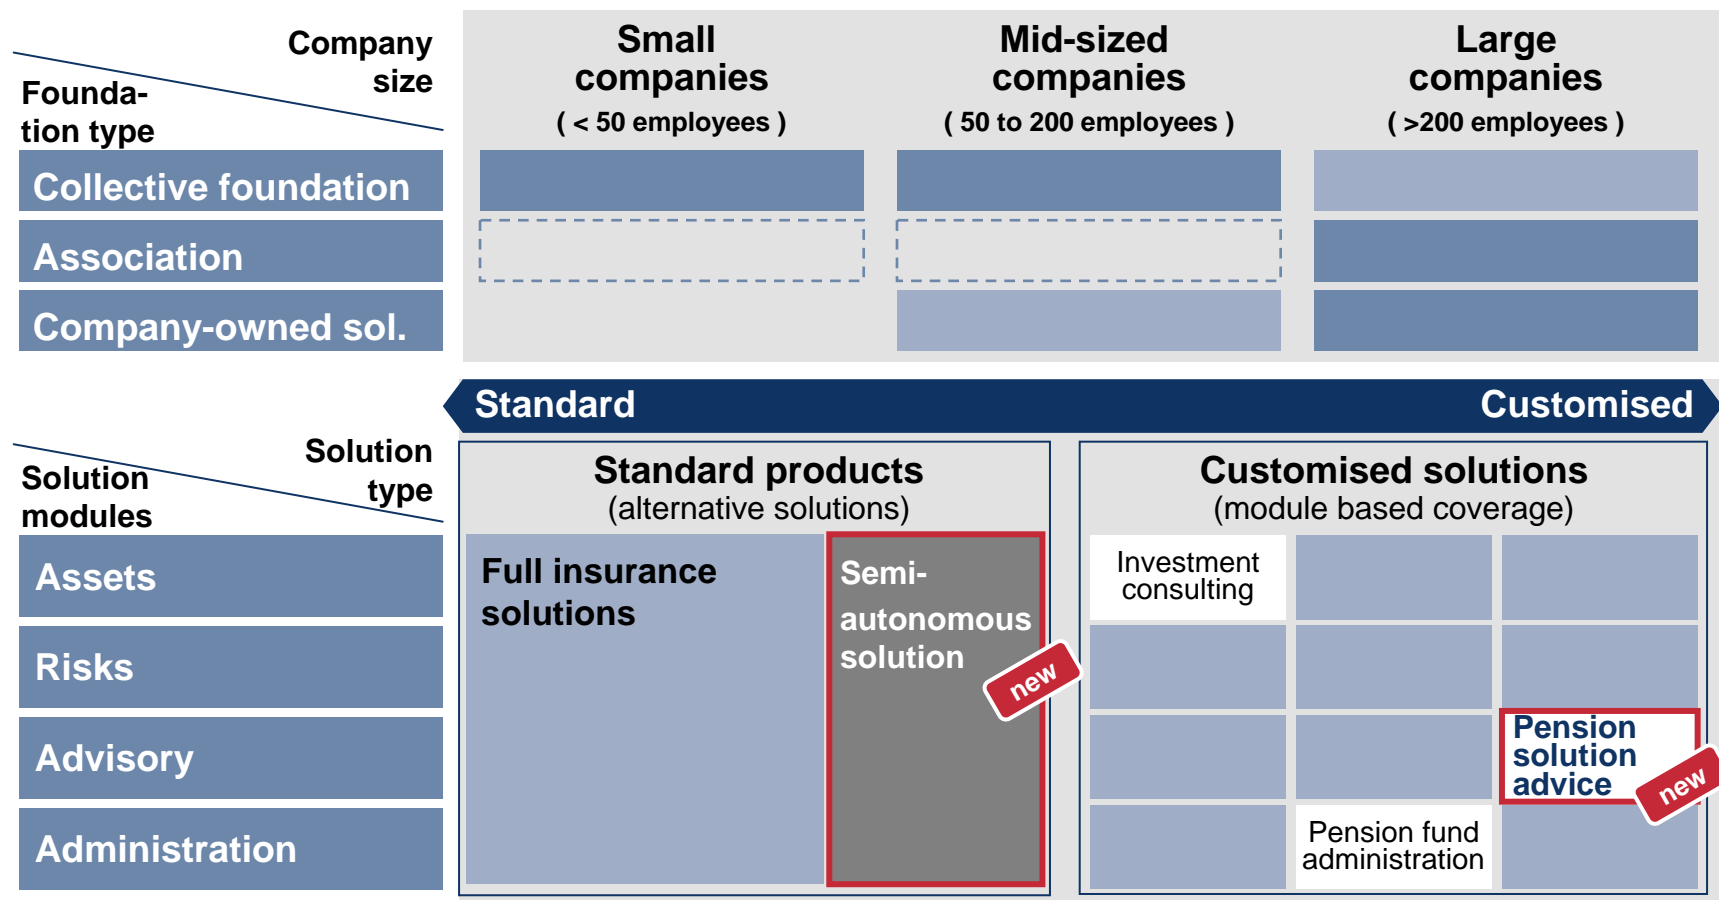 Company
size
Founda-
tion type
Small
companies
( < 50 employees )
Mid-sized
companies
( 50 to 200 employees )
Large
companies
( >200 employees )
Collective foundation
Association
Company-owned sol.
Standard
Customised
Solution
type
Solution
modules
Standard products
(alternative solutions)
Customised solutions
(module based coverage)
Assets
Risks
Advisory
Administration
Full insurance
solutions
Semi-
autonomous
solution
new
Investment
consulting
Pension
solution
advice
new
Pension fund
administration